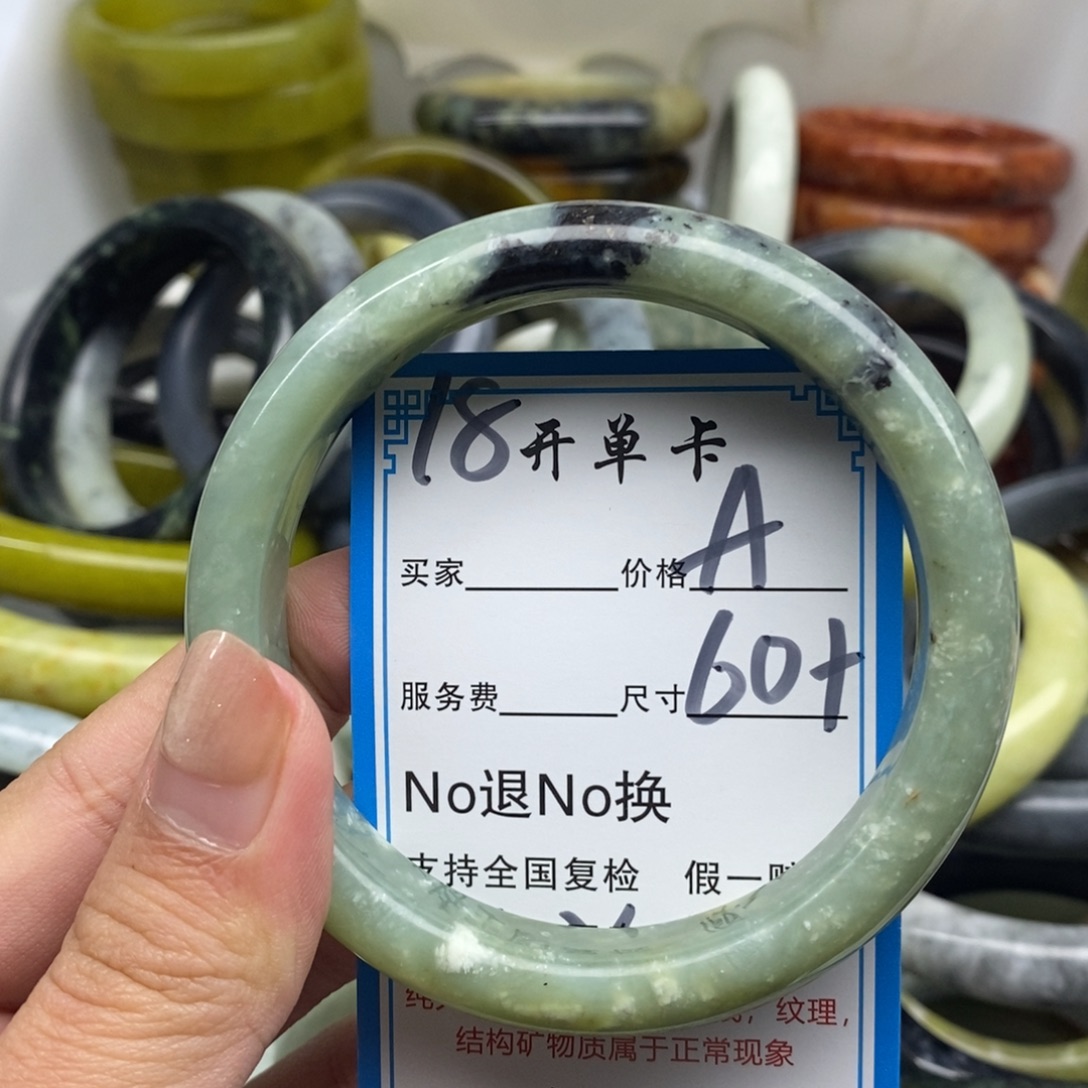 18开单卡
买家 价格 A
服务费 尺寸 60+
No退No换
支持全国复检 假一
纹理，
结构矿物质属于正常现象